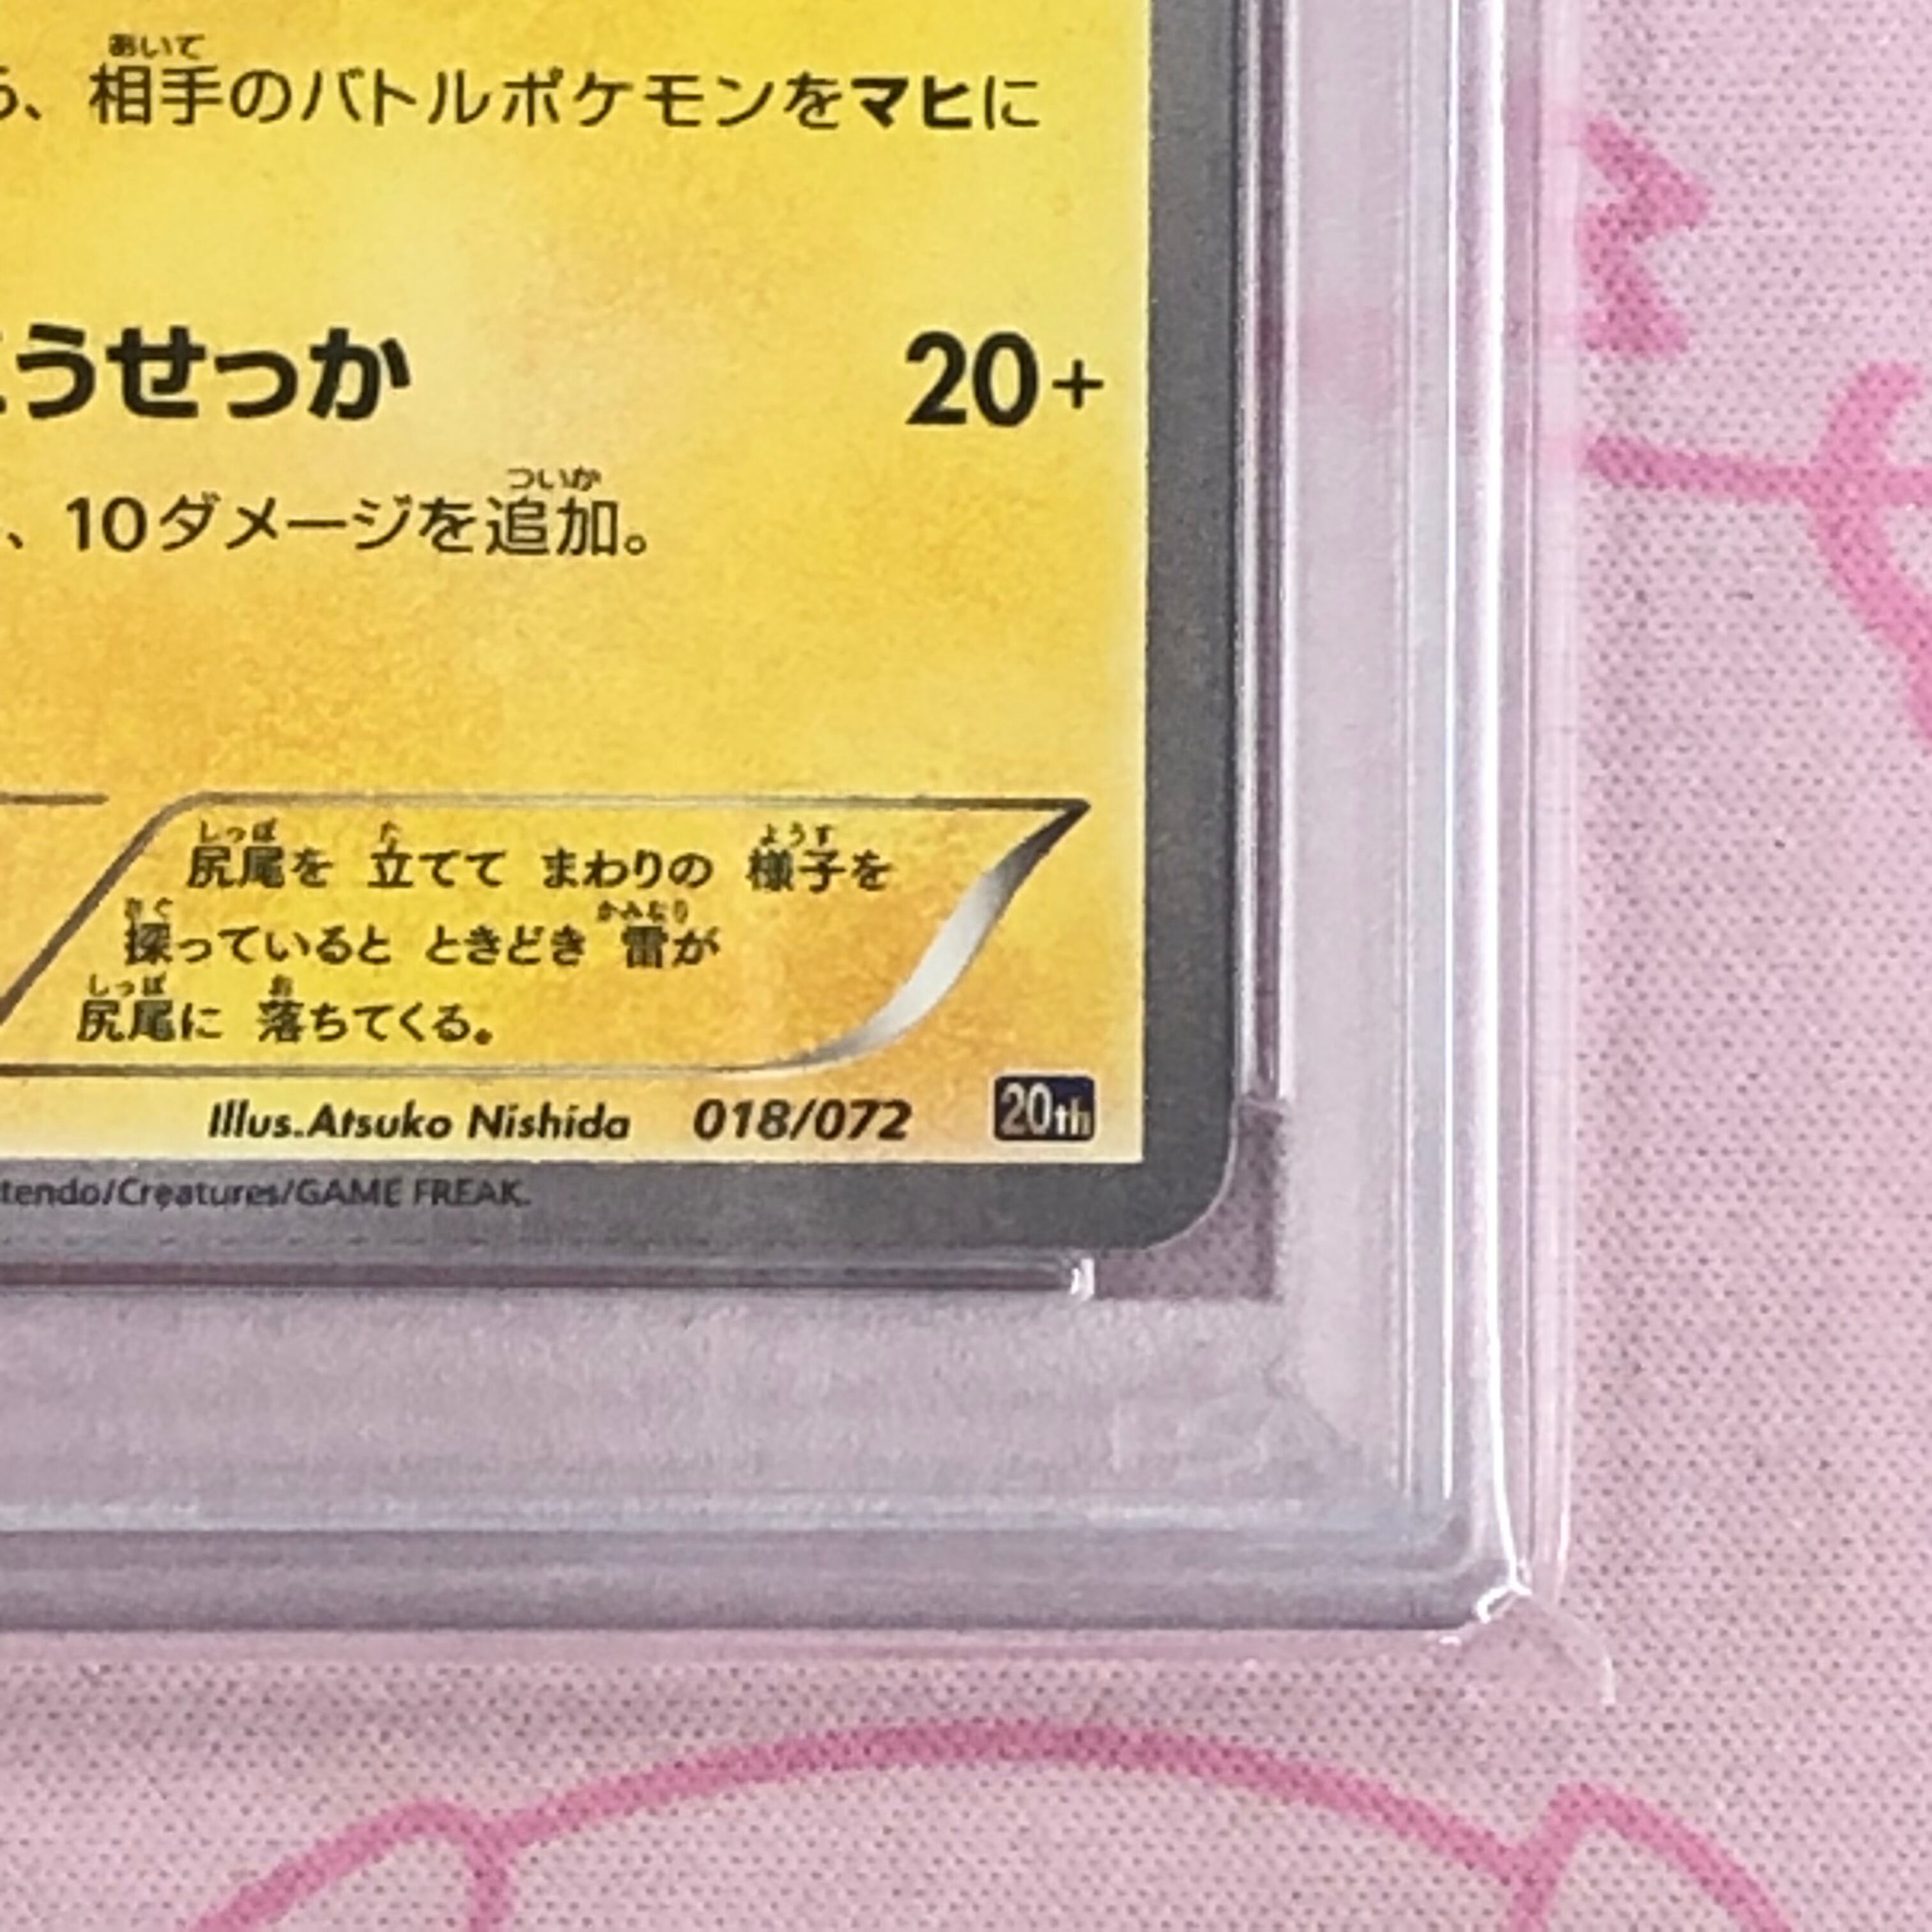 、相手のバトルポケモンをマヒに
あいて
うせっか 20+
、10ダメージを追加。
ついか
尻尾を 立てて まわりの 様子を
しっぽ た ようす
探っていると ときどき 雷が
さぐ かみなり
尻尾に 落ちてくる。
しっぽ お
Illus.Atsuko Nishida 018/072 20th
tendo/Creatures/GAME FREAK.